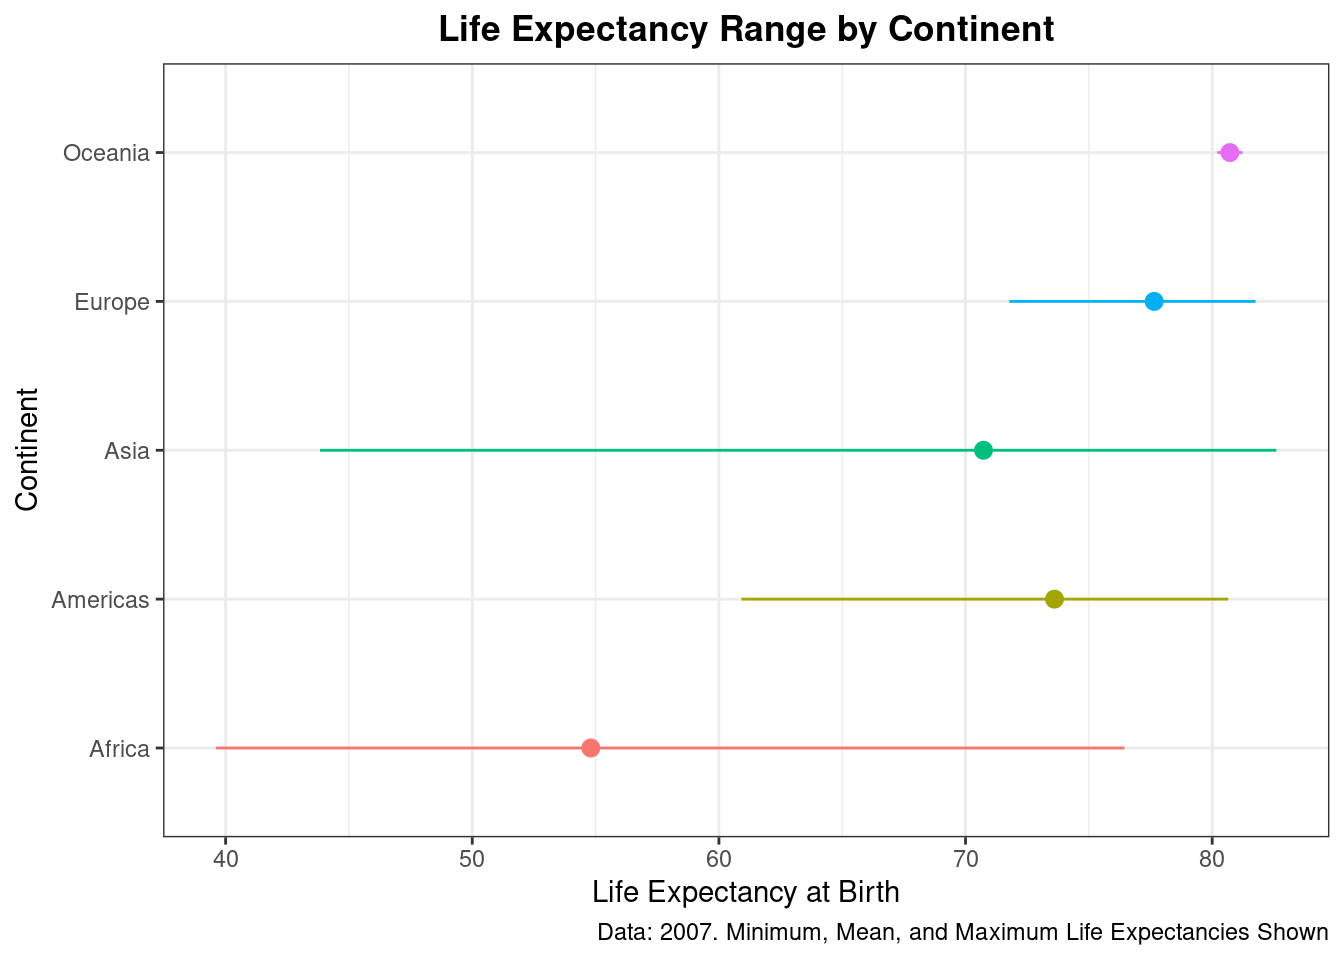 Life Expectancy Range by Continent
Oceania
Europe
Asia
Americas
Africa
Continent
40 50 60 70 80
Life Expectancy at Birth
Data: 2007. Minimum, Mean, and Maximum Life Expectancies Shown